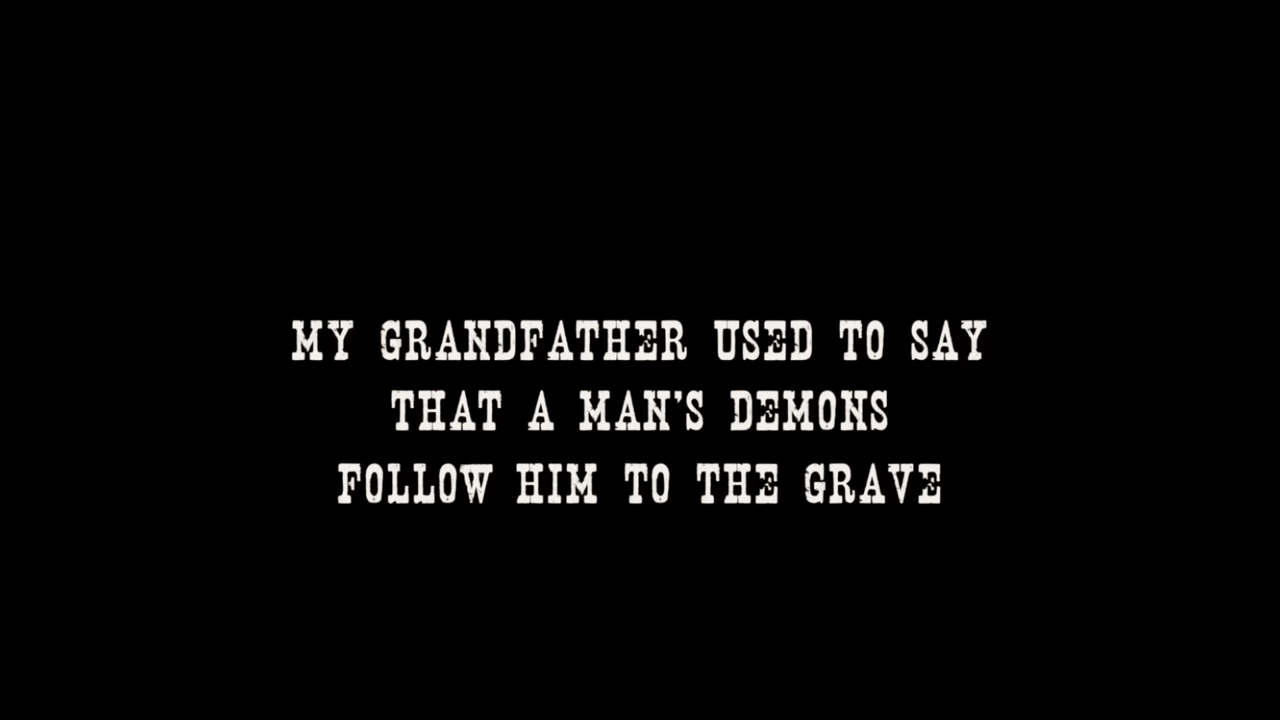 MY GRANDFATHER USED TO SAY
THAT A MAN'S DEMONS
FOLLOW HIM TO THE GRAVE